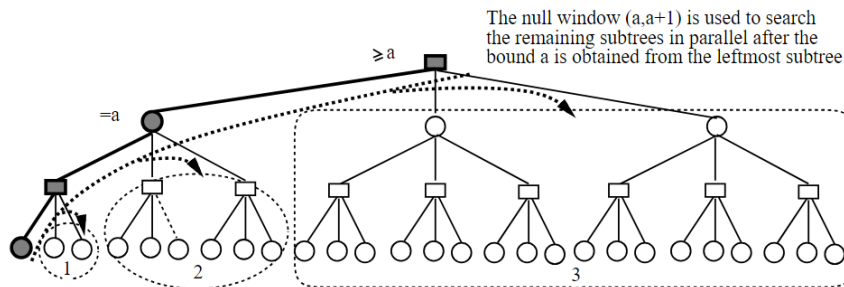 The null window (a,a+1) is used to search
the remaining subtrees in parallel after the
bound a is obtained from the leftmost subtree
⩾ a
=a
1
2
3